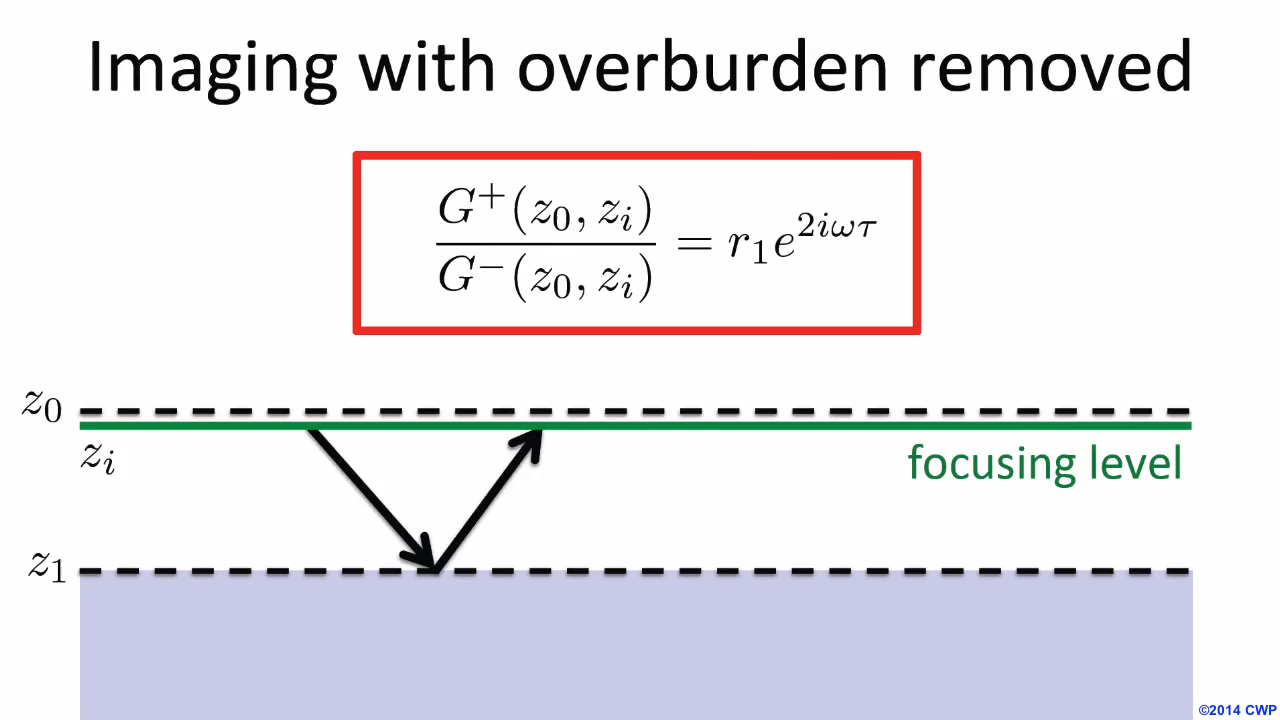 Imaging with overburden removed
G⁺(z₀, zᵢ)
G⁻(z₀, zᵢ)
= r₁e^{2iωτ}
z₀
zᵢ
focusing level
z₁
©2014 CWP